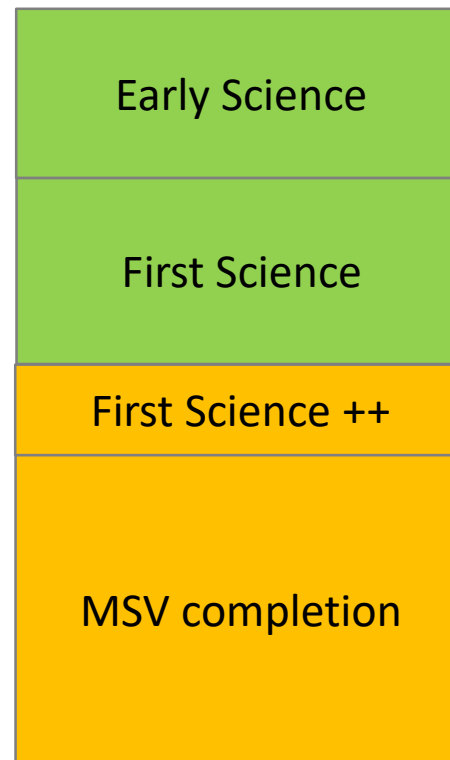 Early Science
First Science
First Science ++
MSV completion